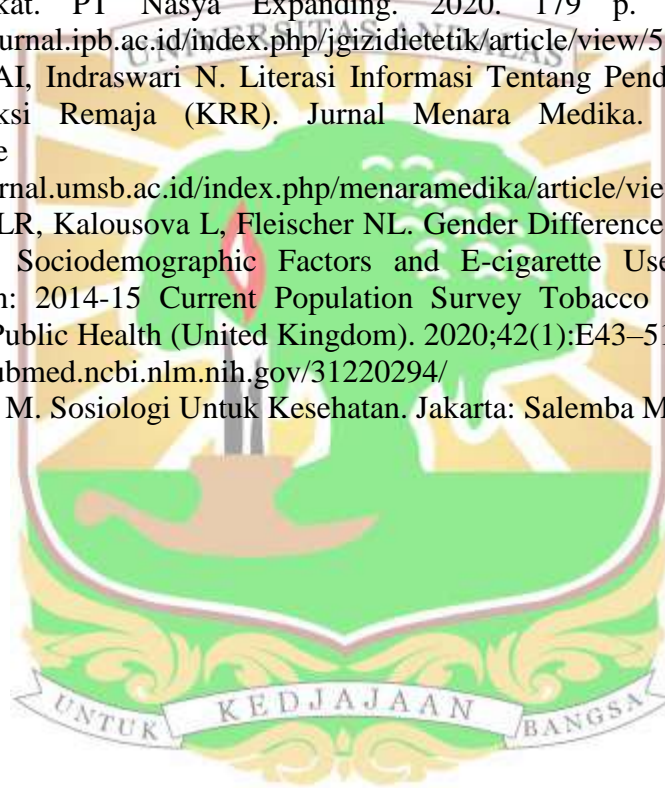 kat. PT Nasya Expanding. 2020. 179 p.
UNIVERSITAS ANDALAS
urnal.ipb.ac.id/index.php/jgizidietetik/article/view/5
AI, Indraswari N. Literasi Informasi Tentang Pend
ksi Remaja (KRR). Jurnal Menara Medika.
e
rnal.umsb.ac.id/index.php/menaramedika/article/vie
LR, Kalousova L, Fleischer NL. Gender Difference
Sociodemographic Factors and E-cigarette Use
n: 2014-15 Current Population Survey Tobacco
Public Health (United Kingdom). 2020;42(1):E43–51
ubmed.ncbi.nlm.nih.gov/31220294/
M. Sosiologi Untuk Kesehatan. Jakarta: Salemba M
UNTUK KEDJAJAAN BANGSA